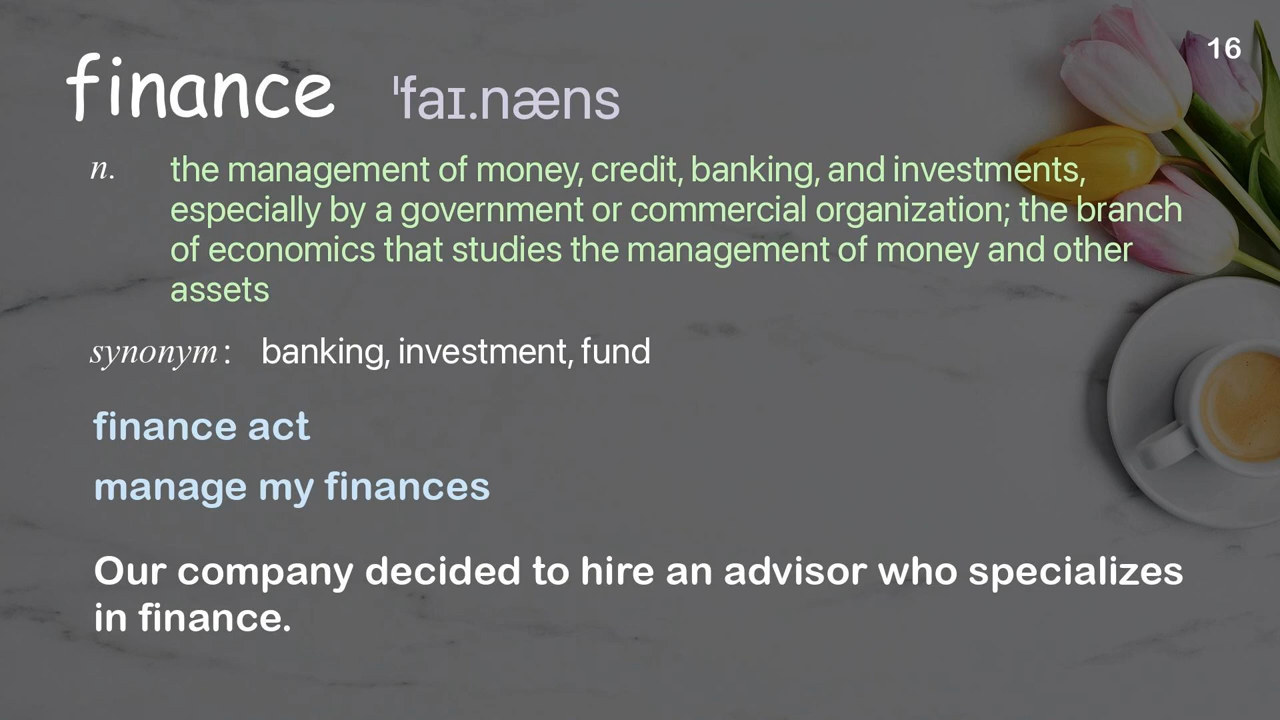 16
finance ˈfaɪ.næns
n. the management of money, credit, banking, and investments,
especially by a government or commercial organization; the branch
of economics that studies the management of money and other
assets
synonym: banking, investment, fund
finance act
manage my finances
Our company decided to hire an advisor who specializes
in finance.